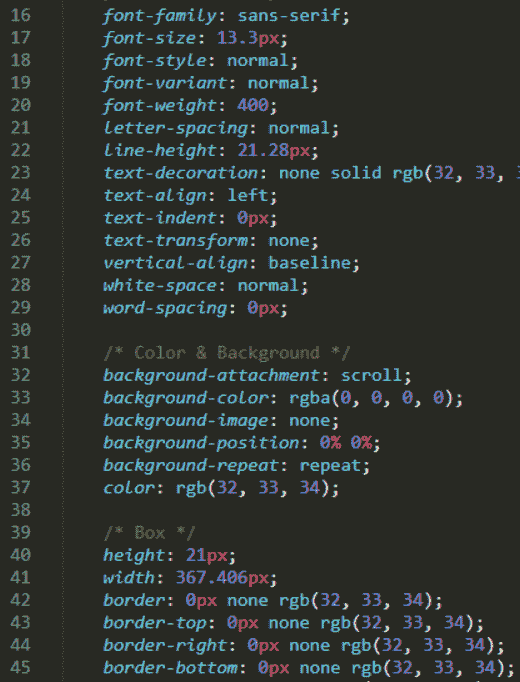 16 font-family: sans-serif;
17 font-size: 13.3px;
18 font-style: normal;
19 font-variant: normal;
20 font-weight: 400;
21 letter-spacing: normal;
22 line-height: 21.28px;
23 text-decoration: none solid rgb(32, 33,
24 text-align: left;
25 text-indent: 0px;
26 text-transform: none;
27 vertical-align: baseline;
28 white-space: normal;
29 word-spacing: 0px;
30
31 /* Color & Background */
32 background-attachment: scroll;
33 background-color: rgba(0, 0, 0, 0);
34 background-image: none;
35 background-position: 0% 0%;
36 background-repeat: repeat;
37 color: rgb(32, 33, 34);
38
39 /* Box */
40 height: 21px;
41 width: 367.406px;
42 border: 0px none rgb(32, 33, 34);
43 border-top: 0px none rgb(32, 33, 34);
44 border-right: 0px none rgb(32, 33, 34);
45 border-bottom: 0px none rgb(32, 33, 34);